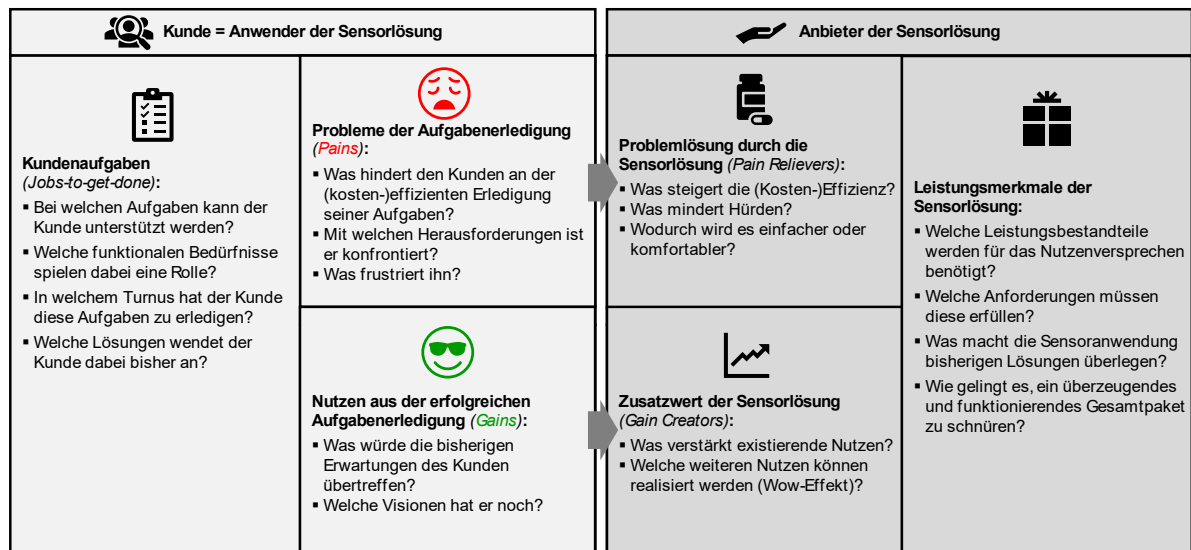 Kunde = Anwender der Sensorlösung
Kundenaufgaben
(Jobs-to-get-done):
▪ Bei welchen Aufgaben kann der
Kunde unterstützt werden?
▪ Welche funktionalen Bedürfnisse
spielen dabei eine Rolle?
▪ In welchem Turnus hat der Kunde
diese Aufgaben zu erledigen?
▪ Welche Lösungen wendet der
Kunde dabei bisher an?
Probleme der Aufgabenerledigung
(Pains):
▪ Was hindert den Kunden an der
(kosten-)effizienten Erledigung
seiner Aufgaben?
▪ Mit welchen Herausforderungen ist
er konfrontiert?
▪ Was frustriert ihn?
Nutzen aus der erfolgreichen
Aufgabenerledigung (Gains):
▪ Was würde die bisherigen
Erwartungen des Kunden
übertreffen?
▪ Welche Visionen hat er noch?
Anbieter der Sensorlösung
Problemlösung durch die
Sensorlösung (Pain Relievers):
▪ Was steigert die (Kosten-)Effizienz?
▪ Was mindert Hürden?
▪ Wodurch wird es einfacher oder
komfortabler?
Zusatzwert der Sensorlösung
(Gain Creators):
▪ Was verstärkt existierende Nutzen?
▪ Welche weiteren Nutzen können
realisiert werden (Wow-Effekt)?
Leistungsmerkmale der
Sensorlösung:
▪ Welche Leistungsbestandteile
werden für das Nutzenversprechen
benötigt?
▪ Welche Anforderungen müssen
diese erfüllen?
▪ Was macht die Sensoranwendung
bisherigen Lösungen überlegen?
▪ Wie gelingt es, ein überzeugendes
und funktionierendes Gesamtpaket
zu schnüren?